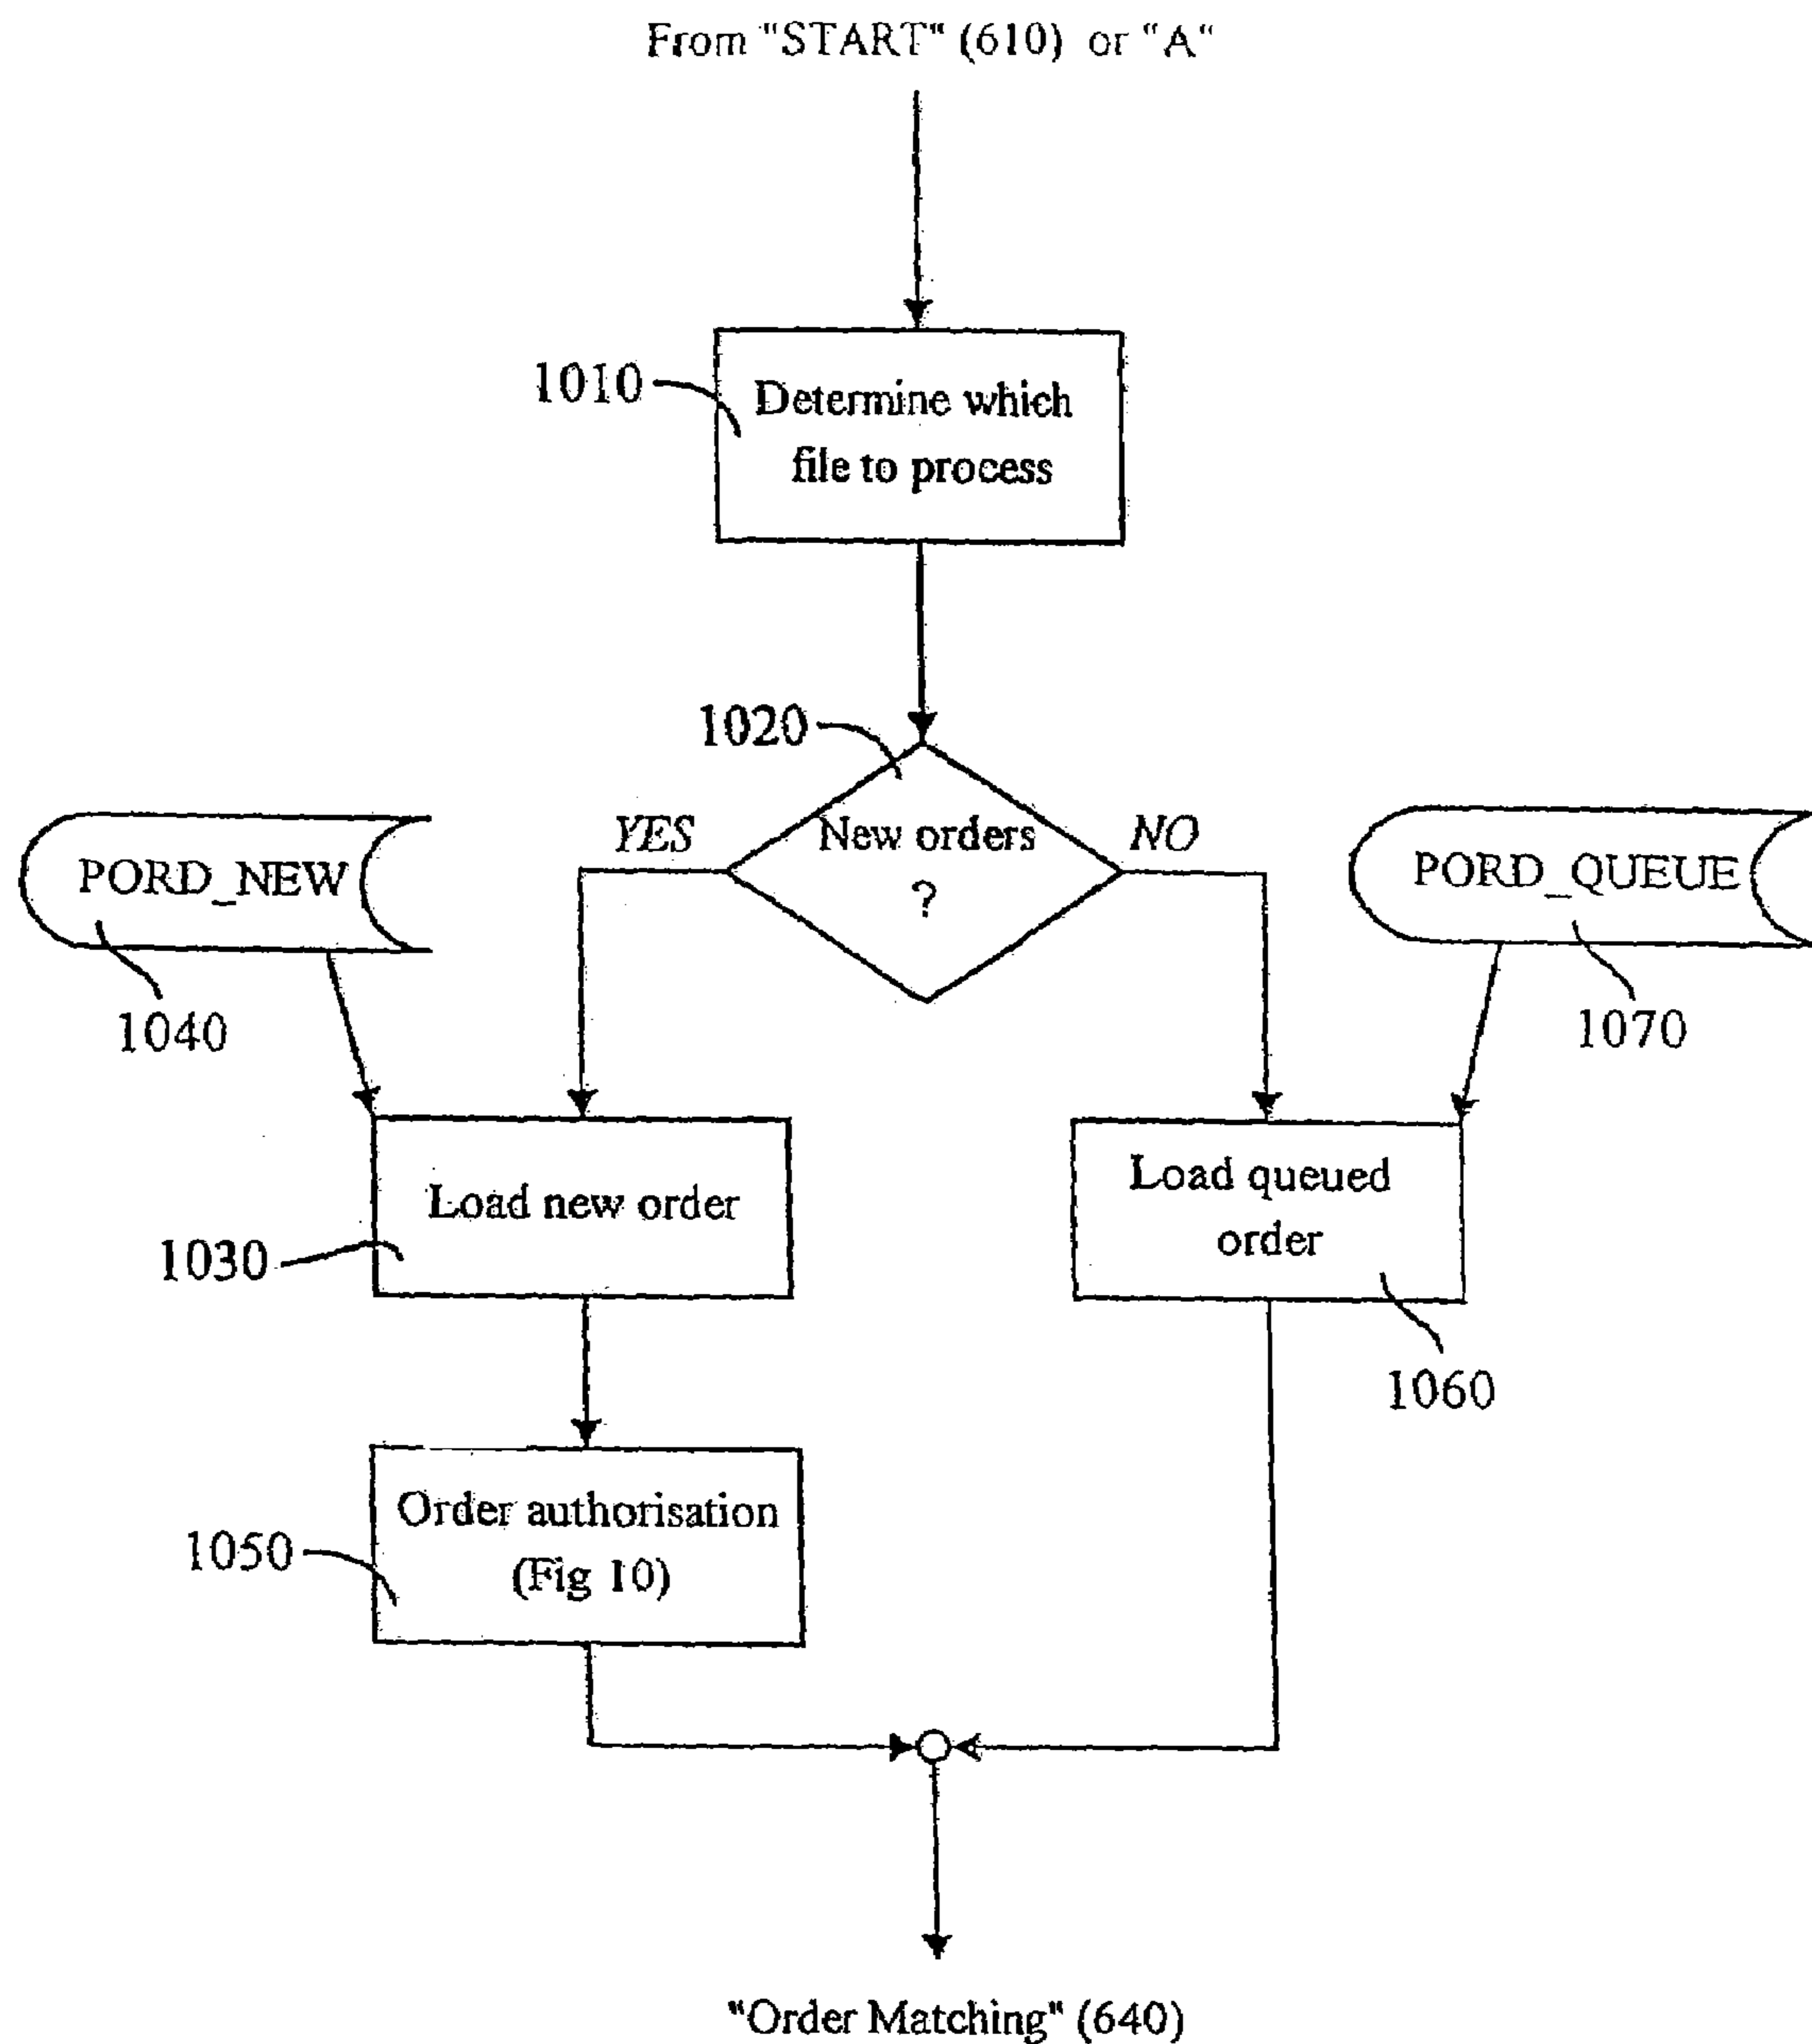 From "START" (610) or "A"
1010
Determine which
file to process
1020
YES
New orders
?
NO
PORD_NEW
PORD_QUEUE
1040
1070
Load new order
Load queued
order
1030
1060
Order authorisation
(Fig 10)
1050
"Order Matching" (640)